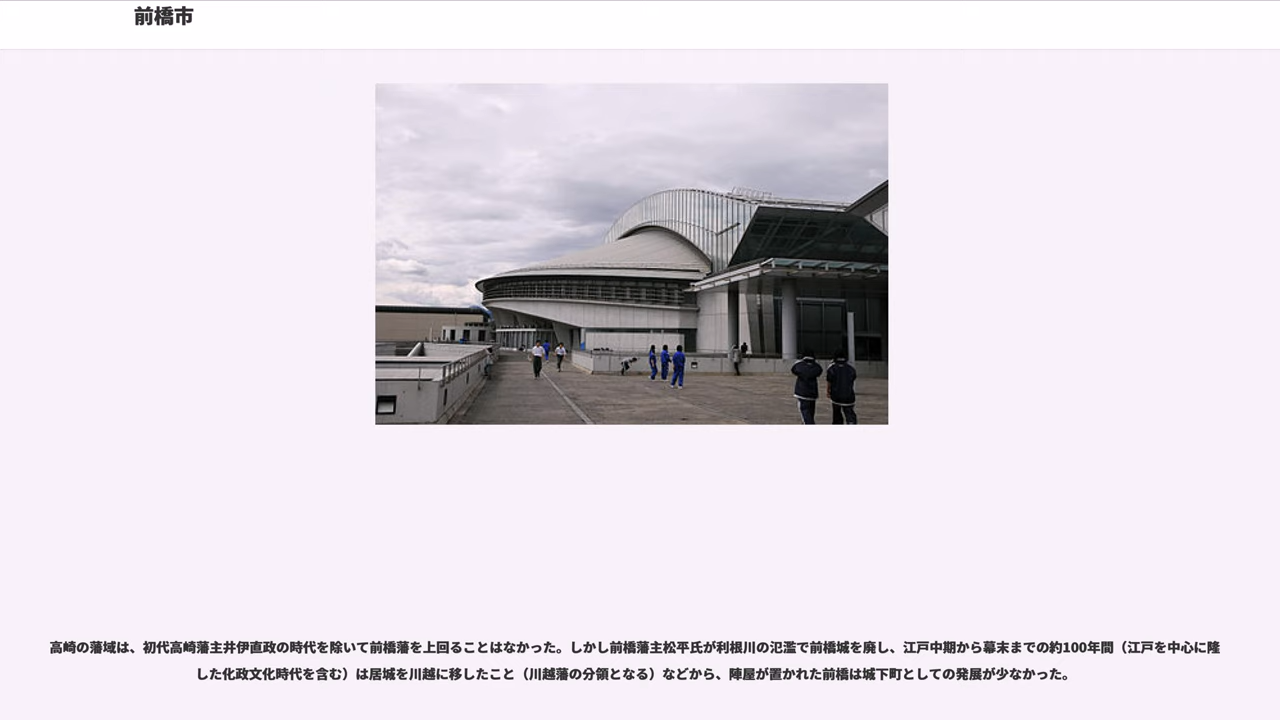 前橋市
高崎の藩域は、初代高崎藩主井伊直政の時代を除いて前橋藩を上回ることはなかった。しかし前橋藩主松平氏が利根川の氾濫で前橋城を廃し、江戸中期から幕末までの約100年間（江戸を中心に隆
した化政文化時代を含む）は居城を川越に移したこと（川越藩の分領となる）などから、陣屋が置かれた前橋は城下町としての発展が少なかった。